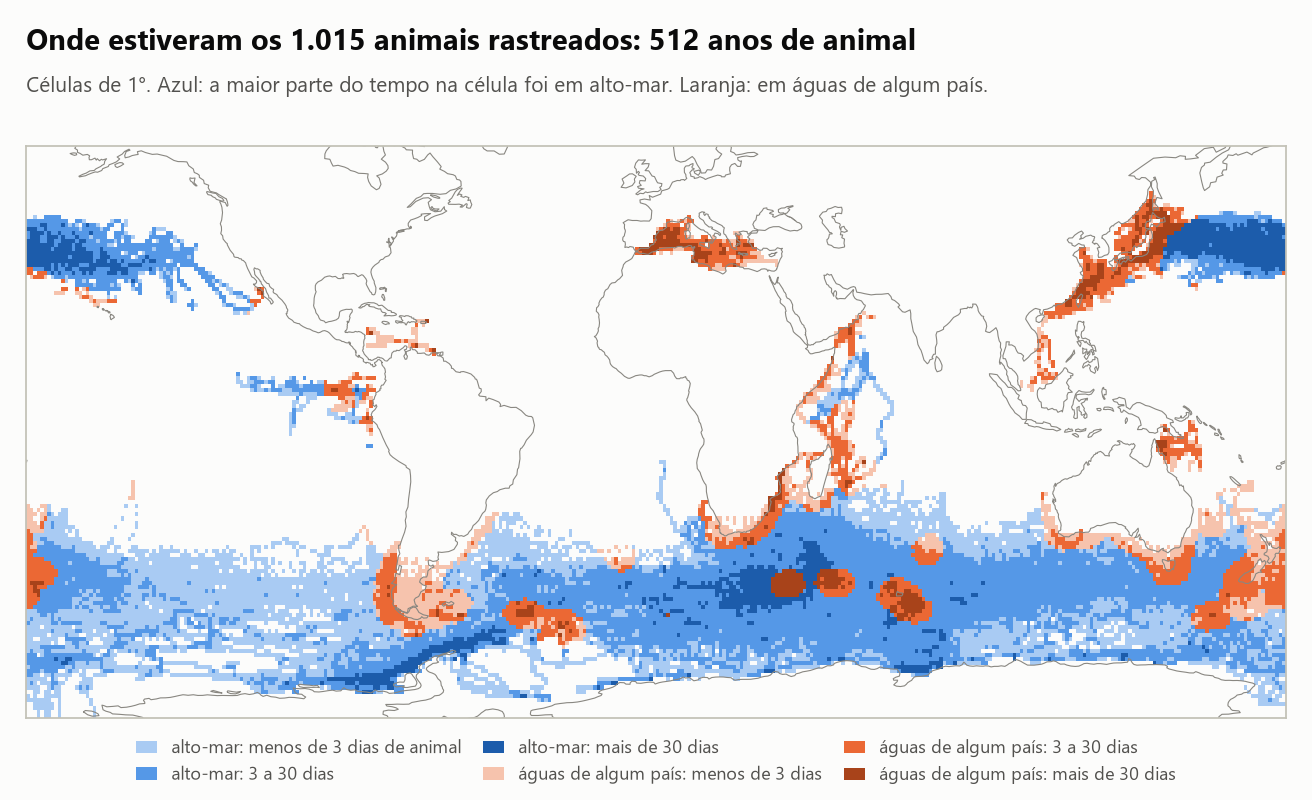 Onde estiveram os 1.015 animais rastreados: 512 anos de animal
Células de 1°. Azul: a maior parte do tempo na célula foi em alto-mar. Laranja: em águas de algum país.
alto-mar: menos de 3 dias de animal
alto-mar: 3 a 30 dias
alto-mar: mais de 30 dias
águas de algum país: menos de 3 dias
águas de algum país: 3 a 30 dias
águas de algum país: mais de 30 dias